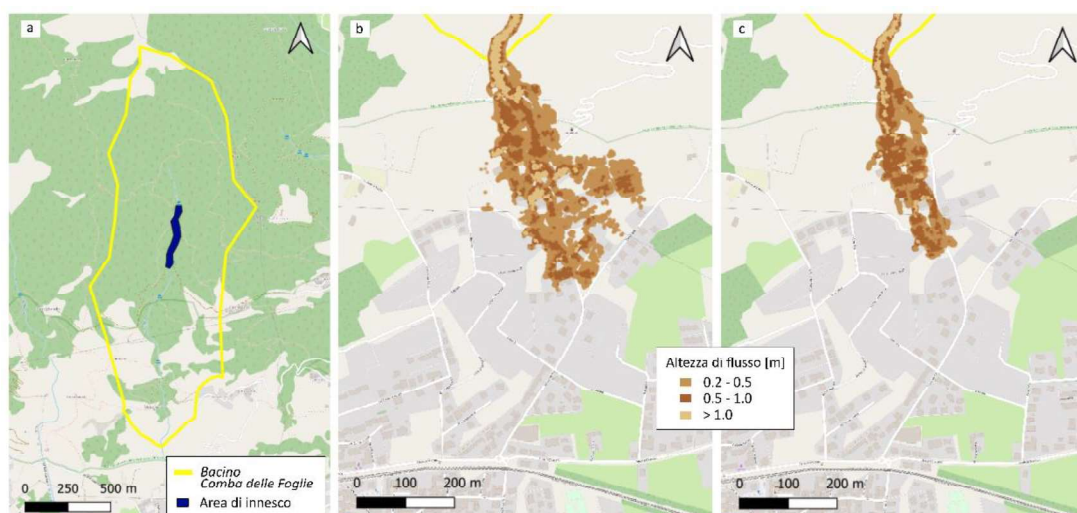 a
b
c
Altezza di flusso [m]
0.2 - 0.5
0.5 - 1.0
> 1.0
Bacino
Comba delle Foglie
Area di innesco
0 250 500 m
0 100 200 m
0 100 200 m